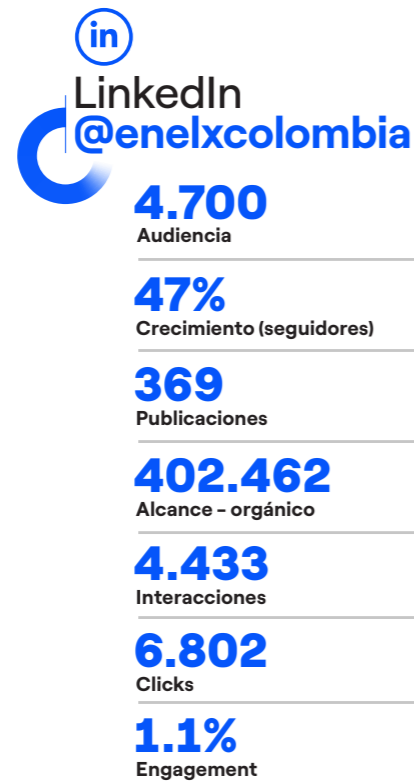 in
LinkedIn
@enelxcolombia
4.700
Audiencia
47%
Crecimiento (seguidores)
369
Publicaciones
402.462
Alcance - orgánico
4.433
Interacciones
6.802
Clicks
1.1%
Engagement